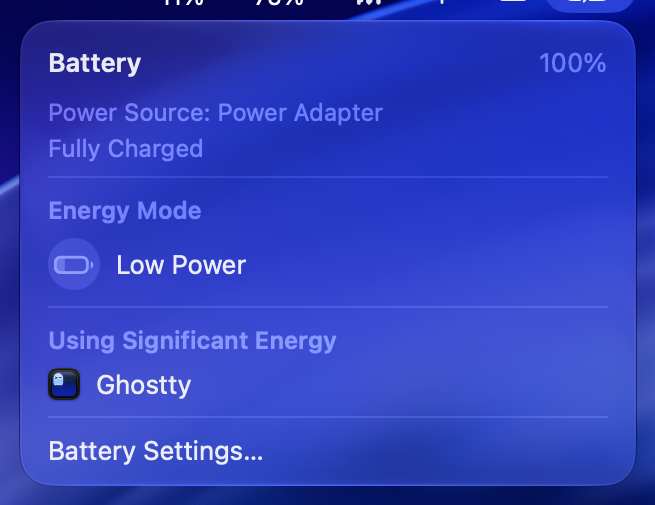 Battery
100%
Power Source: Power Adapter
Fully Charged
Energy Mode
Low Power
Using Significant Energy
Ghostty
Battery Settings...